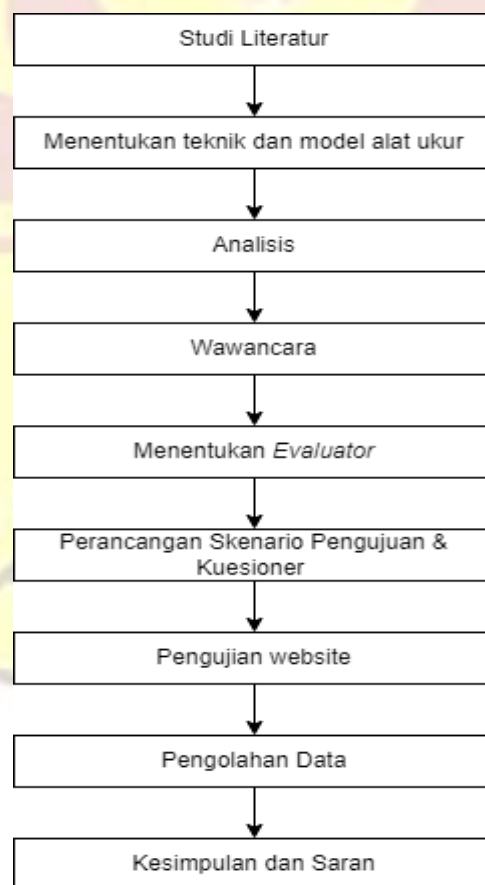 Studi Literatur
Menentukan teknik dan model alat ukur
Analisis
Wawancara
Menentukan Evaluator
Perancangan Skenario Pengujuan &
Kuesioner
Pengujian website
Pengolahan Data
Kesimpulan dan Saran